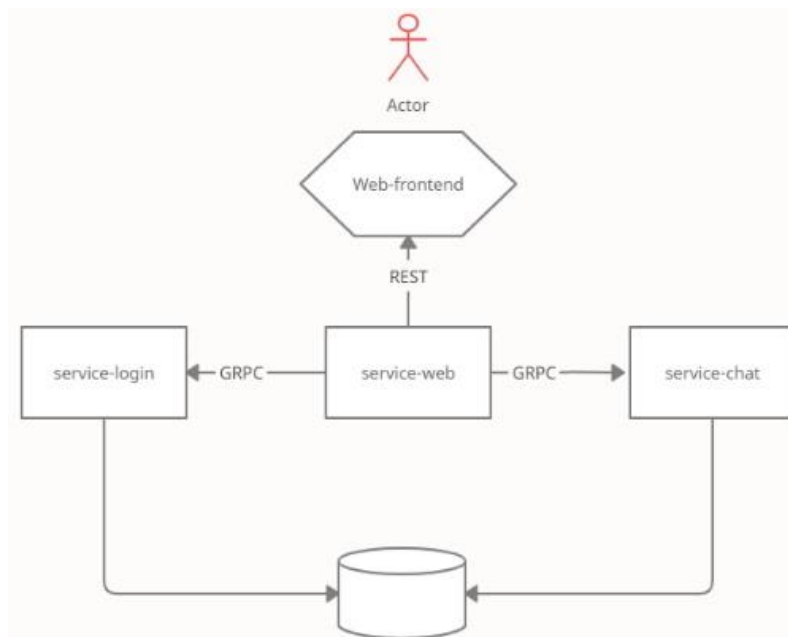 Actor
Web-frontend
REST
service-login
GRPC
service-web
GRPC
service-chat